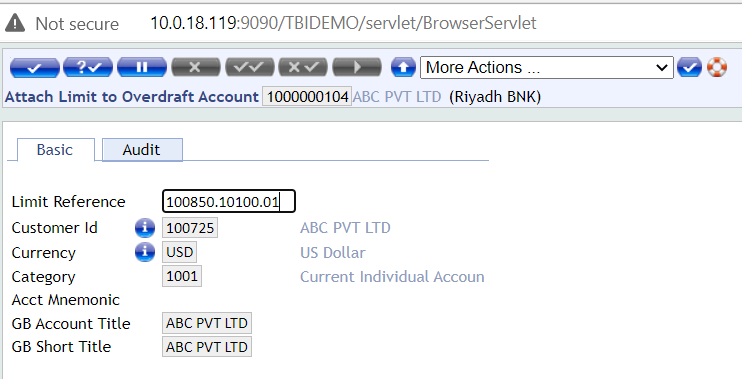 Not secure 10.0.18.119:9090/TBIDEMO/servlet/BrowserServlet
More Actions ...
Attach Limit to Overdraft Account 1000000104 ABC PVT LTD (Riyadh BNK)
Basic Audit
Limit Reference 100850.10100.01
Customer Id 100725 ABC PVT LTD
Currency USD US Dollar
Category 1001 Current Individual Accoun
Acct Mnemonic
GB Account Title ABC PVT LTD
GB Short Title ABC PVT LTD